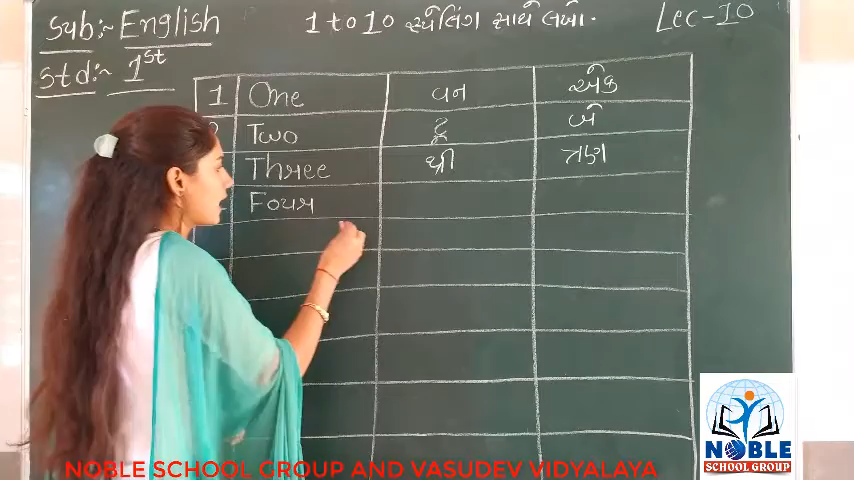 Sub:- English
1 to 10 સ્પેલિંગ સાથે લખો.
Lec-10
Std:- 1st
1 One વન એક
Two ટૂ બે
Three થ્રી ત્રણ
Four
NOBLE
SCHOOL GROUP
NOBLE SCHOOL GROUP AND VASUDEV VIDYALAYA